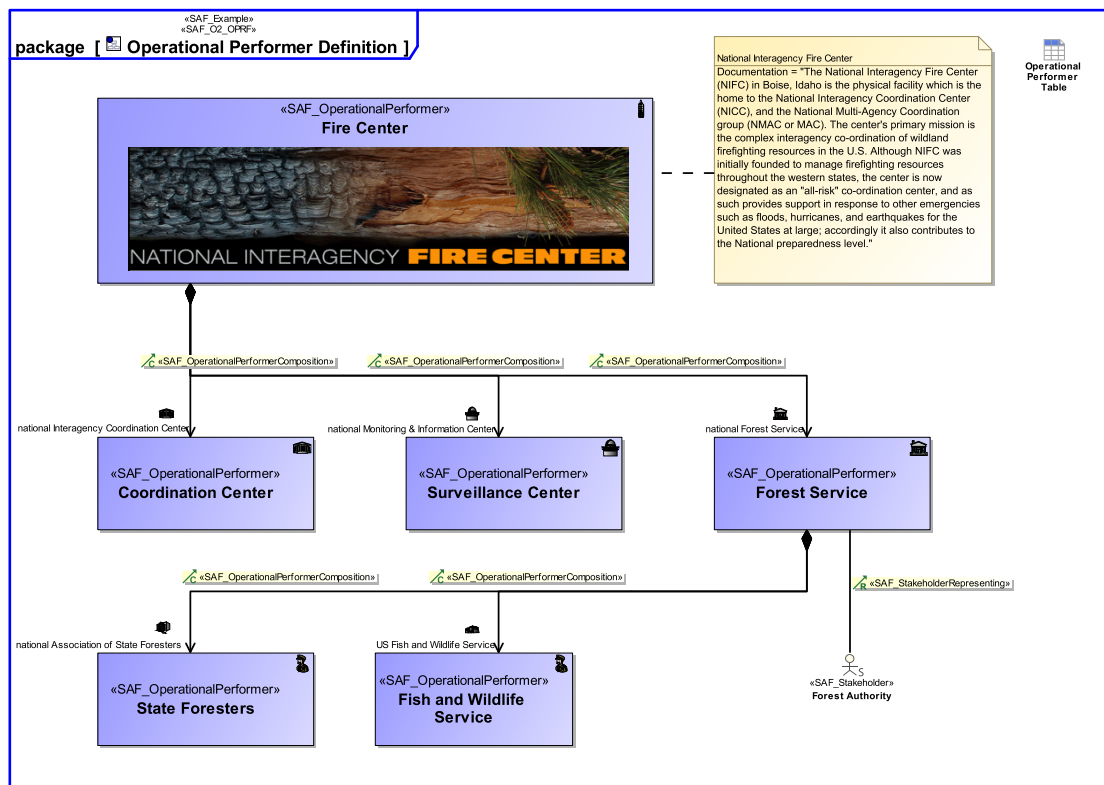 «SAF_Example»
«SAF_O2_OPRF»
package [ Operational Performer Definition ]
National Interagency Fire Center
Documentation = "The National Interagency Fire Center
(NIFC) in Boise, Idaho is the physical facility which is the
home to the National Interagency Coordination Center
(NICC), and the National Multi-Agency Coordination
group (NMAC or MAC). The center's primary mission is
the complex interagency co-ordination of wildland
firefighting resources in the U.S. Although NIFC was
initially founded to manage firefighting resources
throughout the western states, the center is now
designated as an "all-risk" co-ordination center, and as
such provides support in response to other emergencies
such as floods, hurricanes, and earthquakes for the
United States at large; accordingly it also contributes to
the National preparedness level."
Operational
Performer
Table
«SAF_OperationalPerformer»
Fire Center
NATIONAL INTERAGENCY FIRE CENTER
C «SAF_OperationalPerformerComposition»
C «SAF_OperationalPerformerComposition»
C «SAF_OperationalPerformerComposition»
national Interagency Coordination Center
national Monitoring & Information Center
national Forest Service
«SAF_OperationalPerformer»
Coordination Center
«SAF_OperationalPerformer»
Surveillance Center
«SAF_OperationalPerformer»
Forest Service
C «SAF_OperationalPerformerComposition»
C «SAF_OperationalPerformerComposition»
R «SAF_StakeholderRepresenting»
national Association of State Foresters
US Fish and Wildlife Service
«SAF_OperationalPerformer»
State Foresters
«SAF_OperationalPerformer»
Fish and Wildlife
Service
S
«SAF_Stakeholder»
Forest Authority